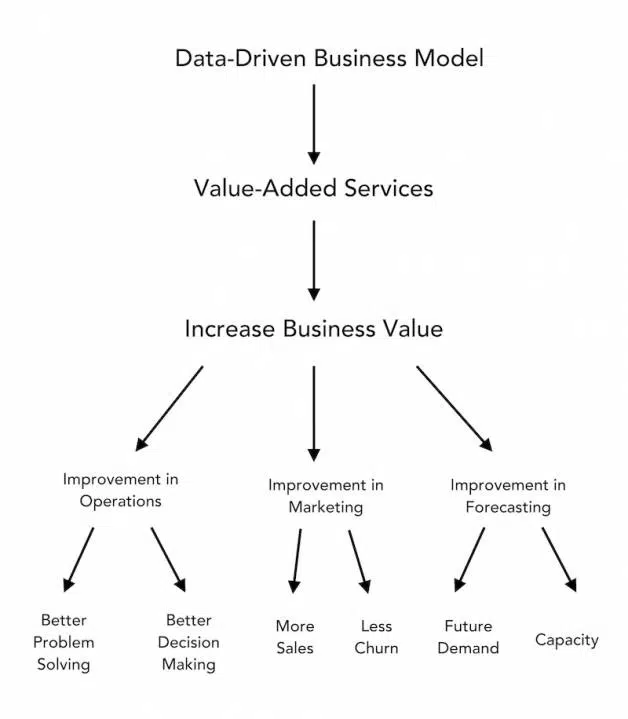 Data-Driven Business Model
Value-Added Services
Increase Business Value
Improvement in
Operations
Improvement in
Marketing
Improvement in
Forecasting
Better
Problem
Solving
Better
Decision
Making
More
Sales
Less
Churn
Future
Demand
Capacity